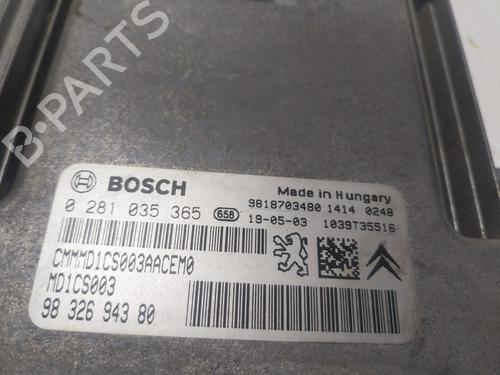 B-PARTS
BOSCH
Made in Hungary
0 281 035 365 658
9818703480 1414 0248
19-05-03 1039T35516
CMMMD1CS003AACEM0
MD1CS003
98 326 943 80